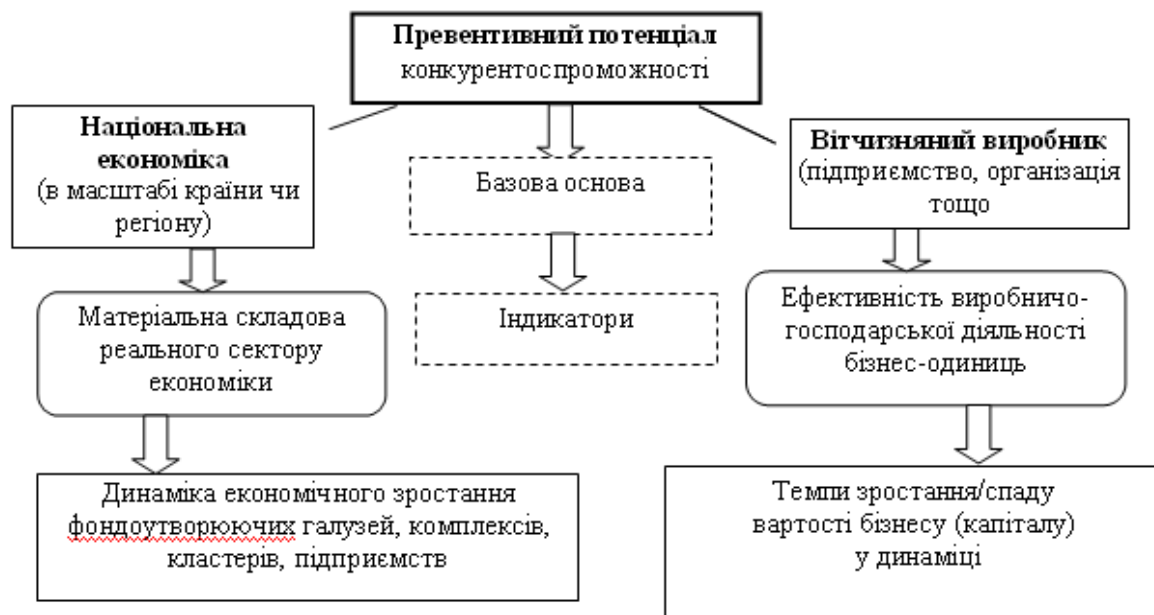 Превентивний потенціал
конкурентоспроможності
Національна
економіка
(в масштабі країни чи
регіону)
Базова основа
Вітчизняний виробник
(підприємство, організація
тощо
Матеріальна складова
реального сектору
економіки
Індикатори
Ефективність виробничо-
господарської діяльності
бізнес-одиниць
Динаміка економічного зростання
фондоутворюючих галузей, комплексів,
кластерів, підприємств
Темпи зростання/спаду
вартості бізнесу (капіталу)
у динаміці